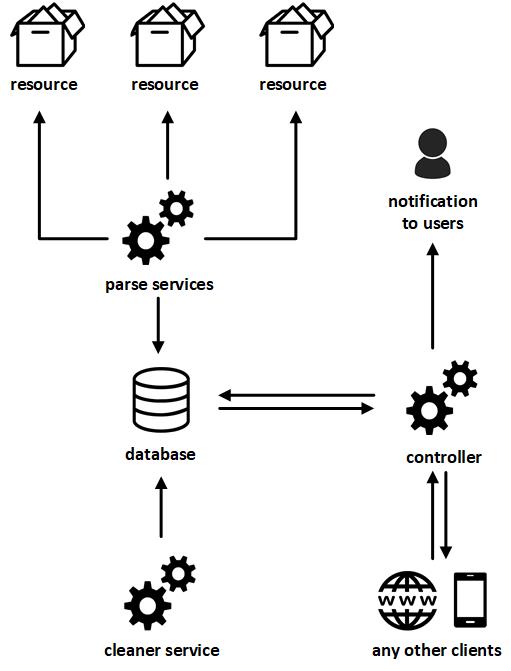 resource
resource
resource
notification
to users
parse services
database
controller
WWW
cleaner service
any other clients